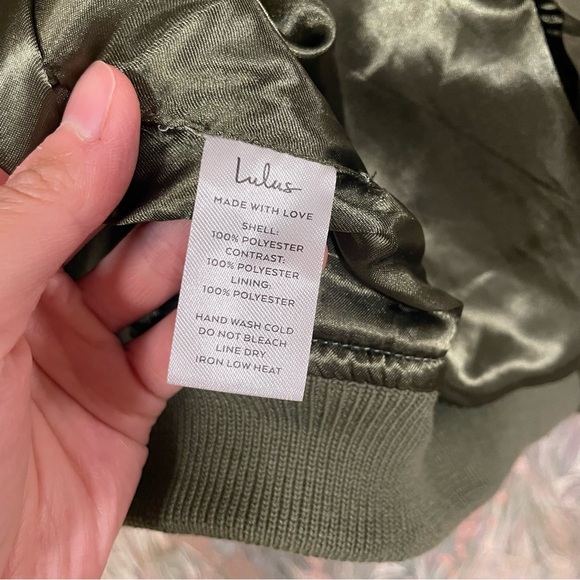 Lulus
MADE WITH LOVE
SHELL:
100% POLYESTER
CONTRAST:
100% POLYESTER
LINING:
100% POLYESTER
HAND WASH COLD
DO NOT BLEACH
LINE DRY
IRON LOW HEAT